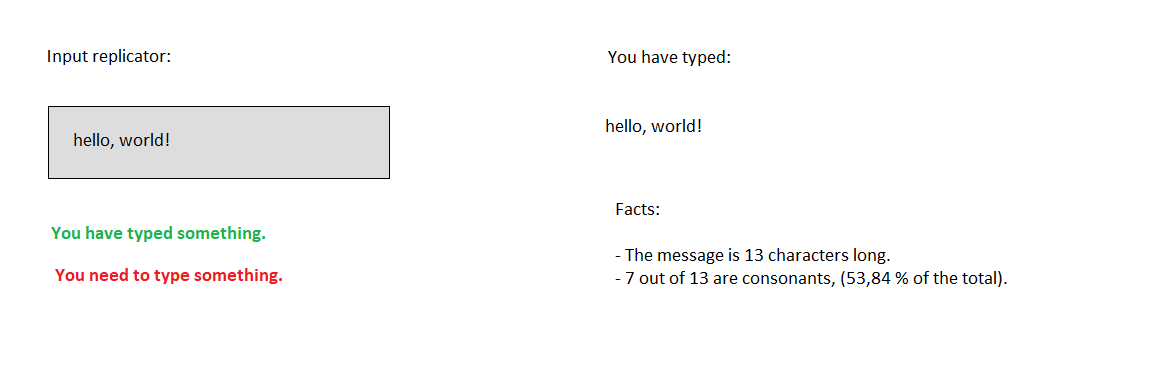 Input replicator:
hello, world!
You have typed something.
You need to type something.
You have typed:
hello, world!
Facts:
- The message is 13 characters long.
- 7 out of 13 are consonants, (53,84 % of the total).